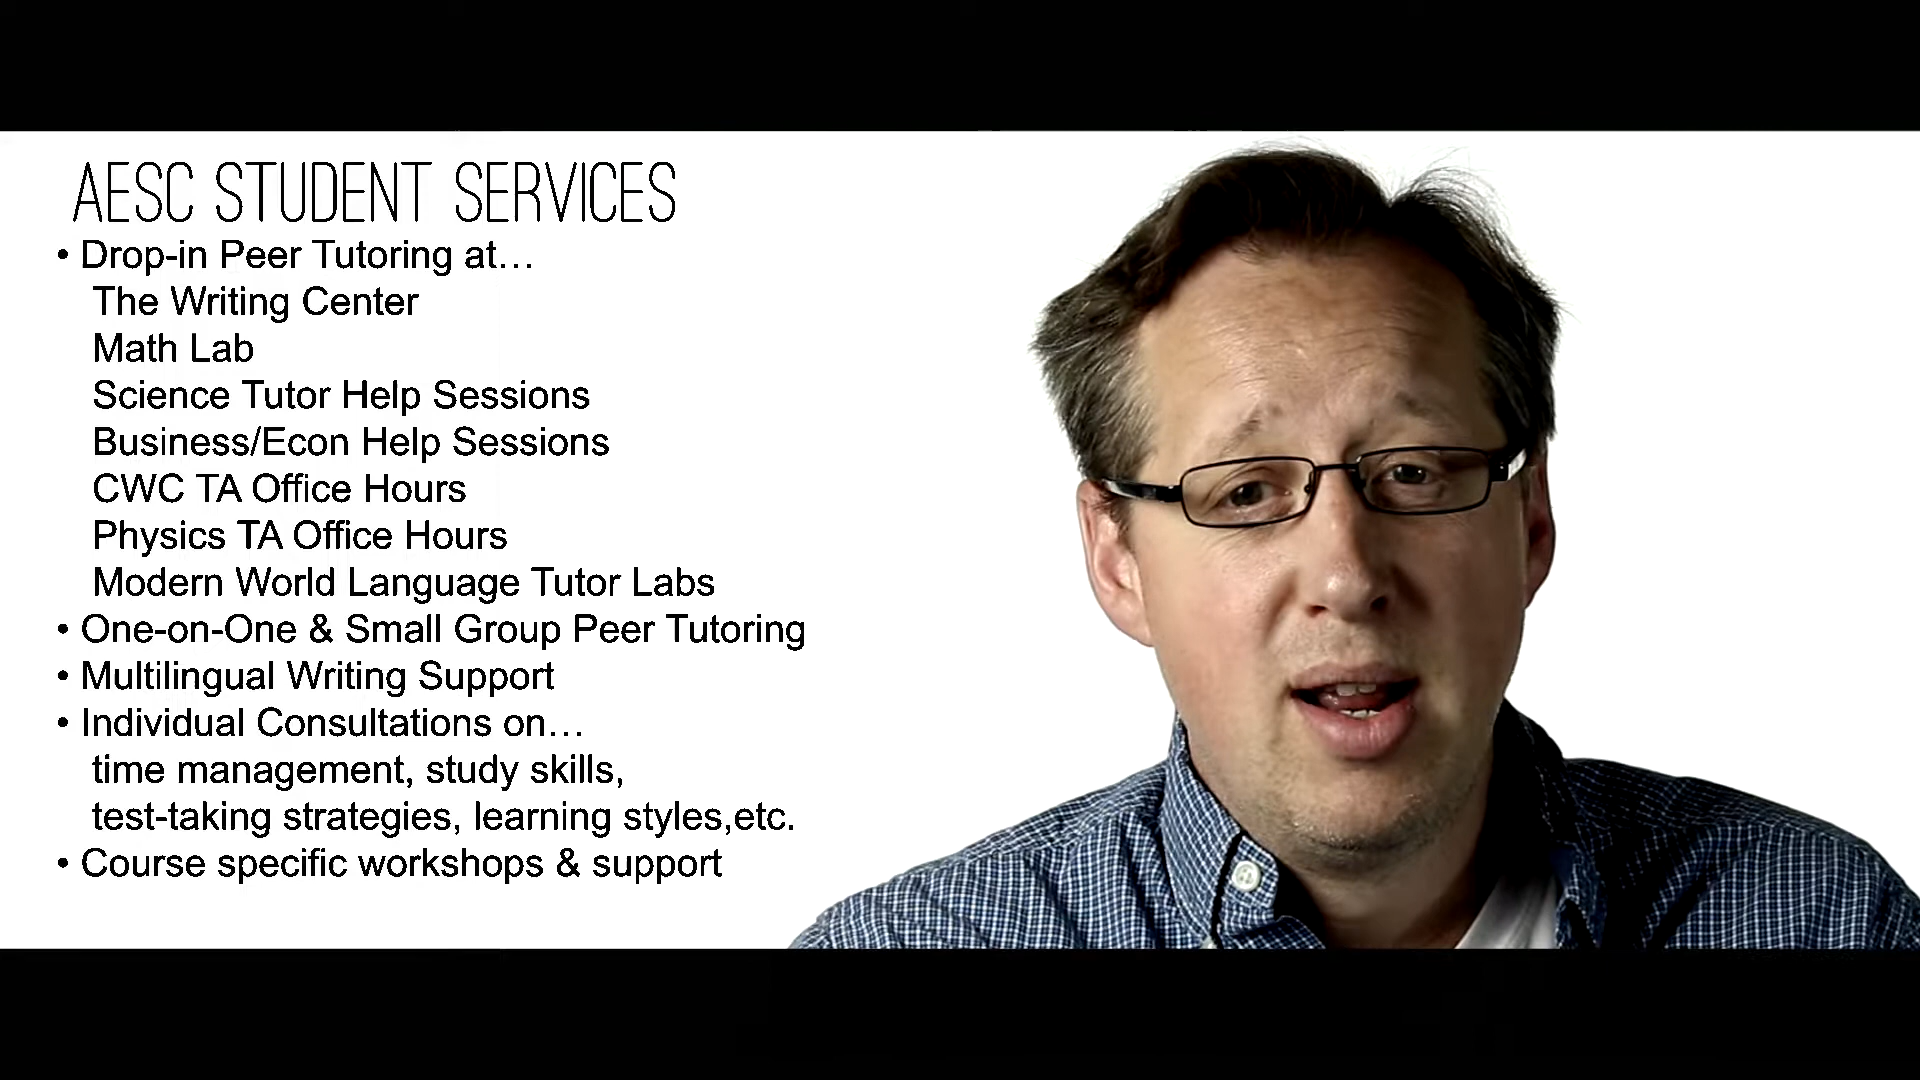 AESC STUDENT SERVICES
• Drop-in Peer Tutoring at…
The Writing Center
Math Lab
Science Tutor Help Sessions
Business/Econ Help Sessions
CWC TA Office Hours
Physics TA Office Hours
Modern World Language Tutor Labs
• One-on-One & Small Group Peer Tutoring
• Multilingual Writing Support
• Individual Consultations on…
time management, study skills,
test-taking strategies, learning styles,etc.
• Course specific workshops & support